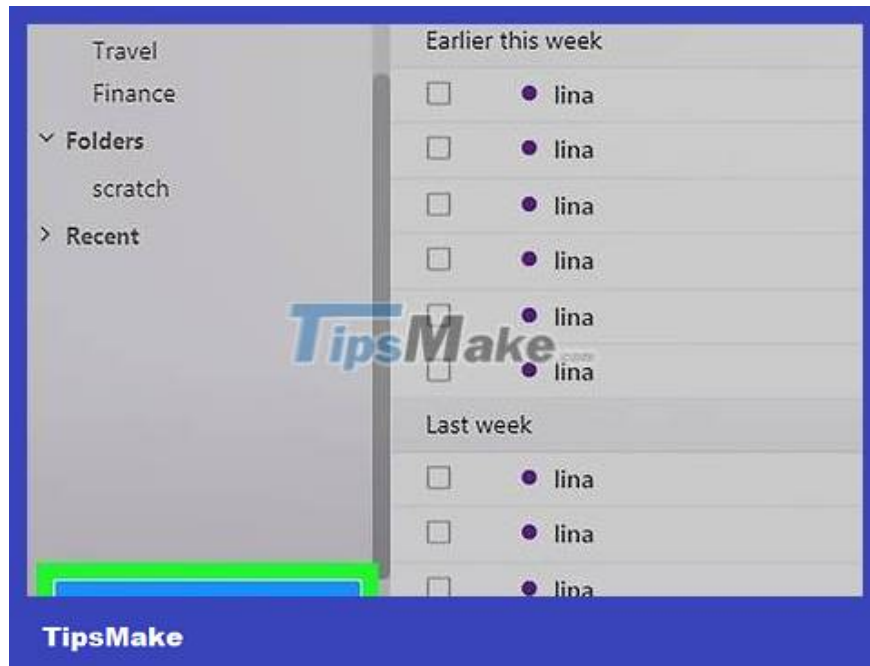 Travel
Finance
Folders
scratch
Recent
Earlier this week
lina
lina
lina
lina
lina
lina
Last week
lina
lina
lina
TipsMake.com
TipsMake